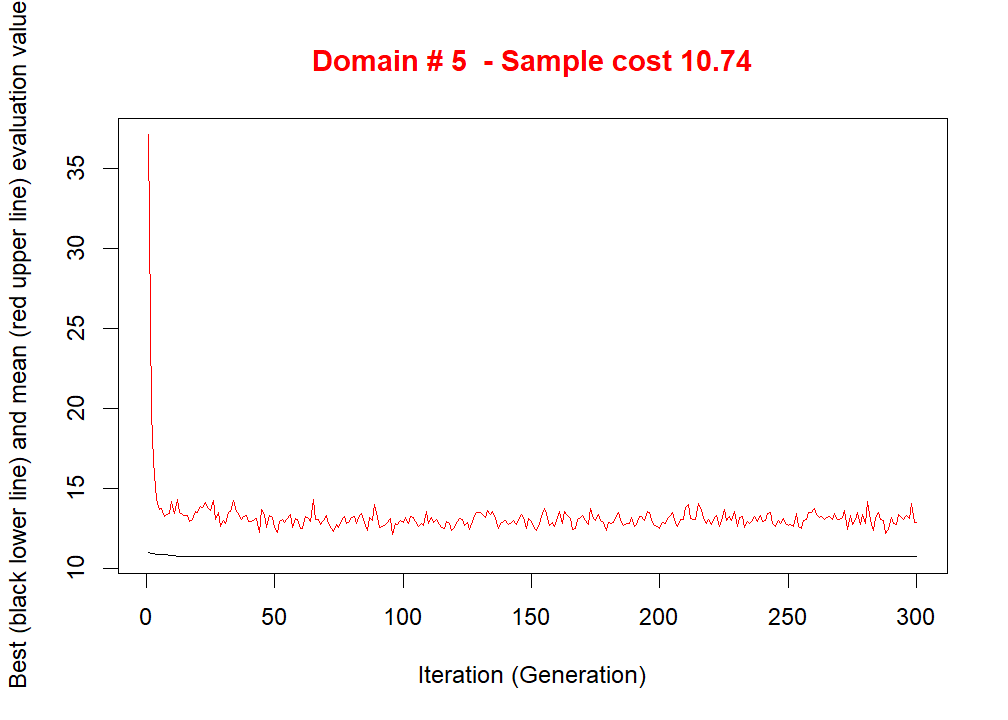 Domain # 5  - Sample cost 10.74
Best (black lower line) and mean (red upper line) evaluation value
35
30
25
20
15
10
0 50 100 150 200 250 300
Iteration (Generation)